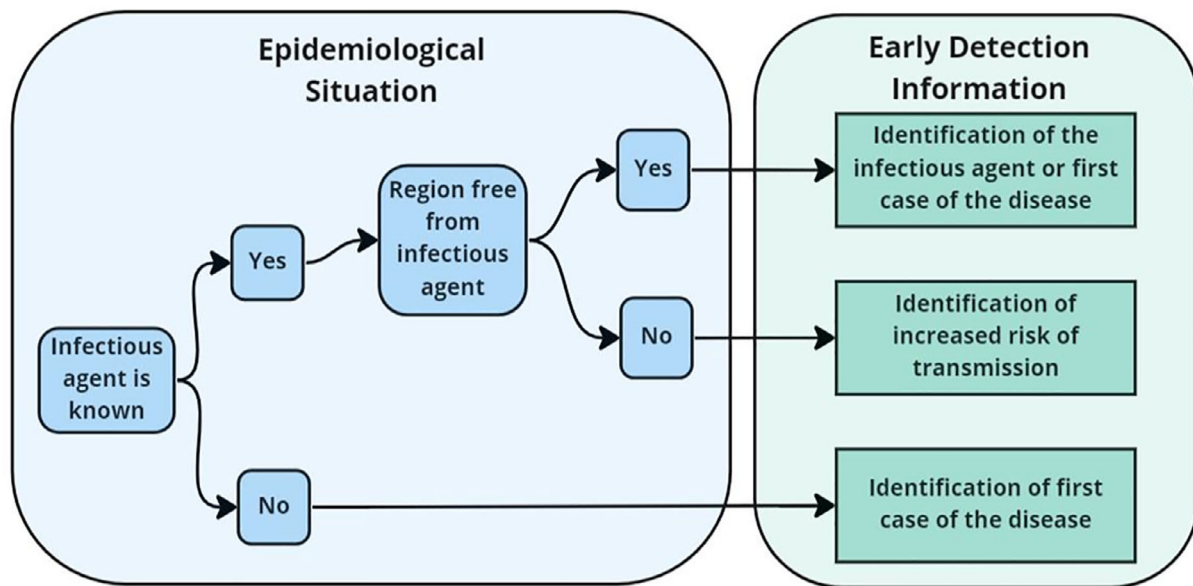 Epidemiological
Situation
Early Detection
Information
Infectious
agent is
known
Yes
No
Region free
from
infectious
agent
Yes
No
Identification of the
infectious agent or first
case of the disease
Identification of
increased risk of
transmission
Identification of first
case of the disease